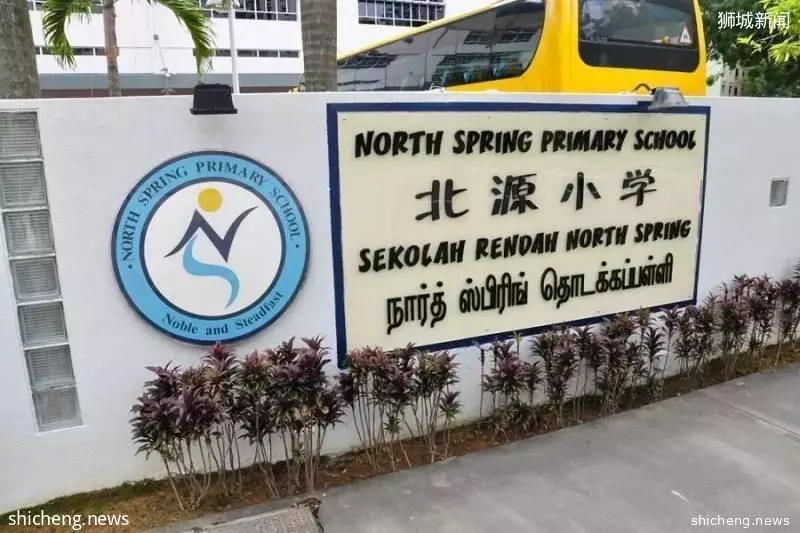 狮城新闻
NORTH SPRING PRIMARY SCHOOL
北源小学
SEKOLAH RENDAH NORTH SPRING
நார்த் ஸ்பிரிங் தொடக்கப்பள்ளி
NORTH SPRING PRIMARY SCHOOL
Noble and Steadfast
shicheng.news
shicheng.news